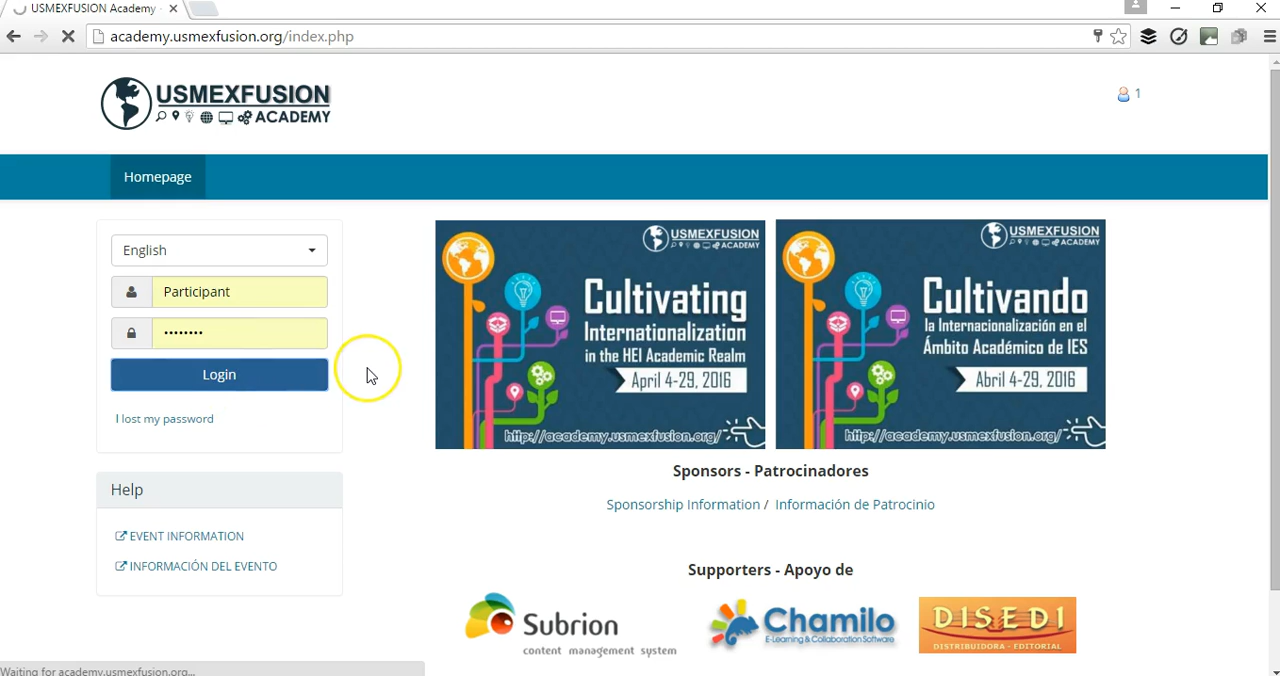 USMEXFUSION Academy
academy.usmexfusion.org/index.php
USMEXFUSION
ACADEMY
1
Homepage
English
Participant
••••••••
Login
I lost my password
Help
EVENT INFORMATION
INFORMACIÓN DEL EVENTO
USMEXFUSION
ACADEMY
Cultivating
Internationalization
in the HEI Academic Realm
April 4-29, 2016
http://academy.usmexfusion.org/
USMEXFUSION
ACADEMY
Cultivando
la Internacionalización en el
Ámbito Académico de IES
Abril 4-29, 2016
http://academy.usmexfusion.org/
Sponsors - Patrocinadores
Sponsorship Information / Información de Patrocinio
Supporters - Apoyo de
Subrion
content management system
Chamilo
E-Learning & Collaboration Software
DISEDI
DISTRIBUIDORA - EDITORIAL
Waiting for academy.usmexfusion.org...